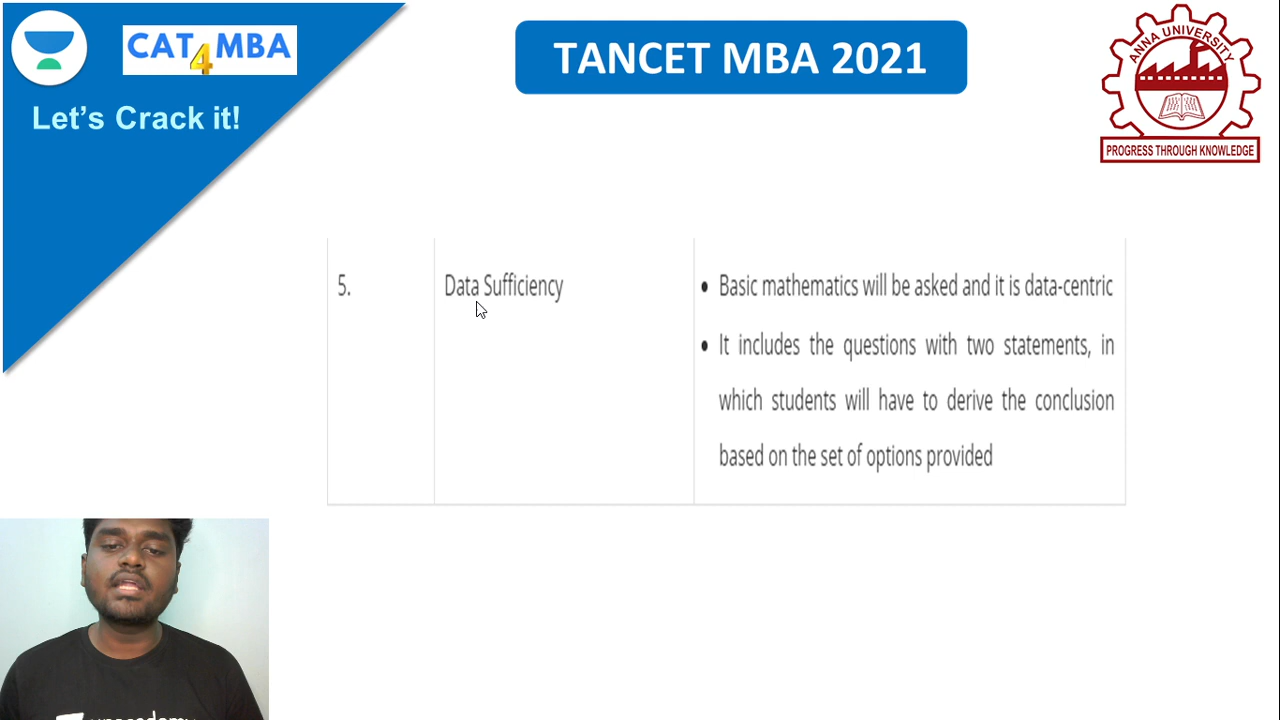 CAT4MBA
Let's Crack it!
TANCET MBA 2021
ANNA UNIVERSITY
PROGRESS THROUGH KNOWLEDGE
5.
Data Sufficiency
• Basic mathematics will be asked and it is data-centric
• It includes the questions with two statements, in
which students will have to derive the conclusion
based on the set of options provided